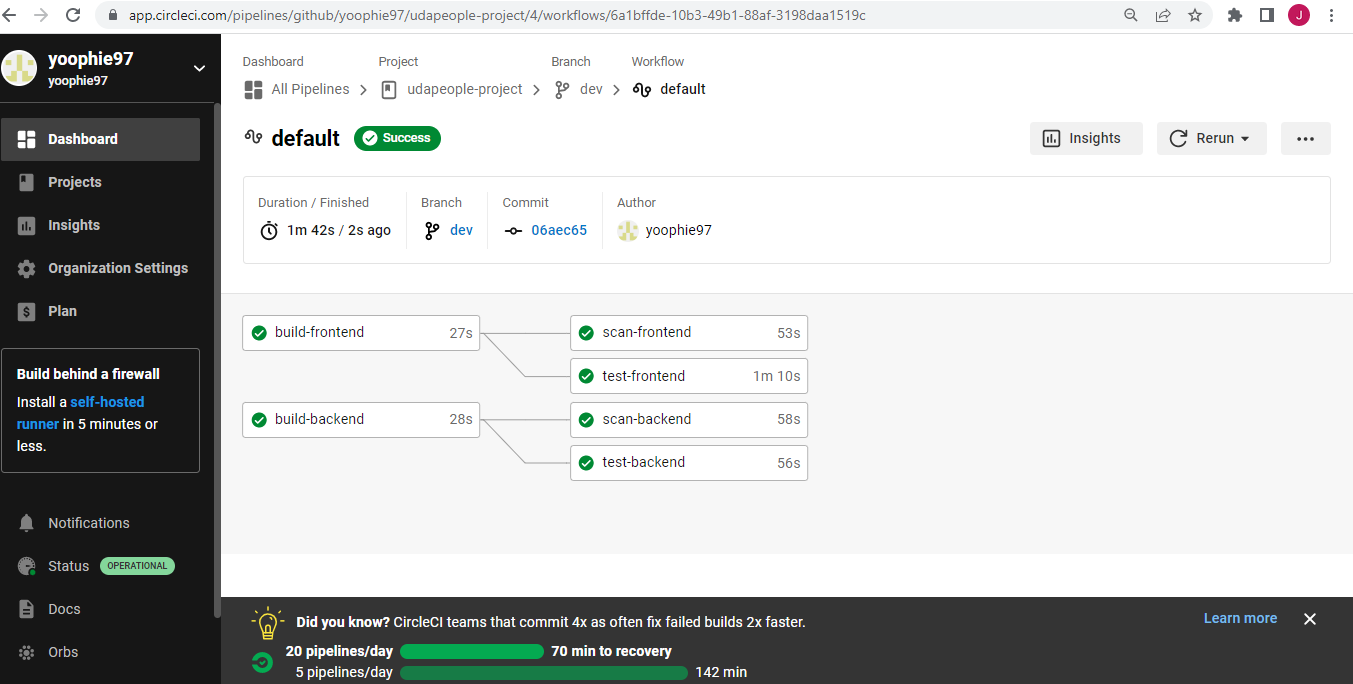 app.circleci.com/pipelines/github/yoophie97/udapeople-project/4/workflows/6a1bffde-10b3-49b1-88af-3198daa1519c
J
yoophie97
yoophie97
Dashboard
Projects
Insights
Organization Settings
Plan
Build behind a firewall
Install a self-hosted
runner in 5 minutes or
less.
Notifications
Status OPERATIONAL
Docs
Orbs
Dashboard Project Branch Workflow
All Pipelines udapeople-project dev default
default Success
Insights Rerun
Duration / Finished Branch Commit Author
1m 42s / 2s ago dev 06aec65 yoophie97
build-frontend 27s scan-frontend 53s
test-frontend 1m 10s
build-backend 28s scan-backend 58s
test-backend 56s
Did you know? CircleCI teams that commit 4x as often fix failed builds 2x faster.
Learn more
20 pipelines/day 70 min to recovery
5 pipelines/day 142 min